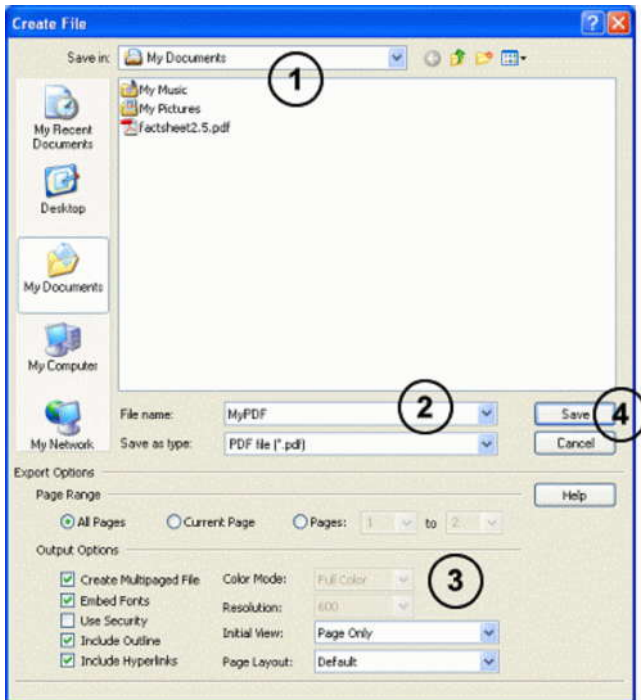 Create File
Save in: My Documents
1
My Music
My Pictures
factsheet2.5.pdf
My Recent
Documents
Desktop
My Documents
My Computer
My Network
File name: MyPDF 2 Save 4
Save as type: PDF file (*.pdf) Cancel
Export Options
Page Range Help
All Pages Current Page Pages: 1 to 2
Output Options
Create Multipaged File Color Mode: Full Color 3
Embed Fonts Resolution: 600
Use Security
Include Outline Initial View: Page Only
Include Hyperlinks Page Layout: Default